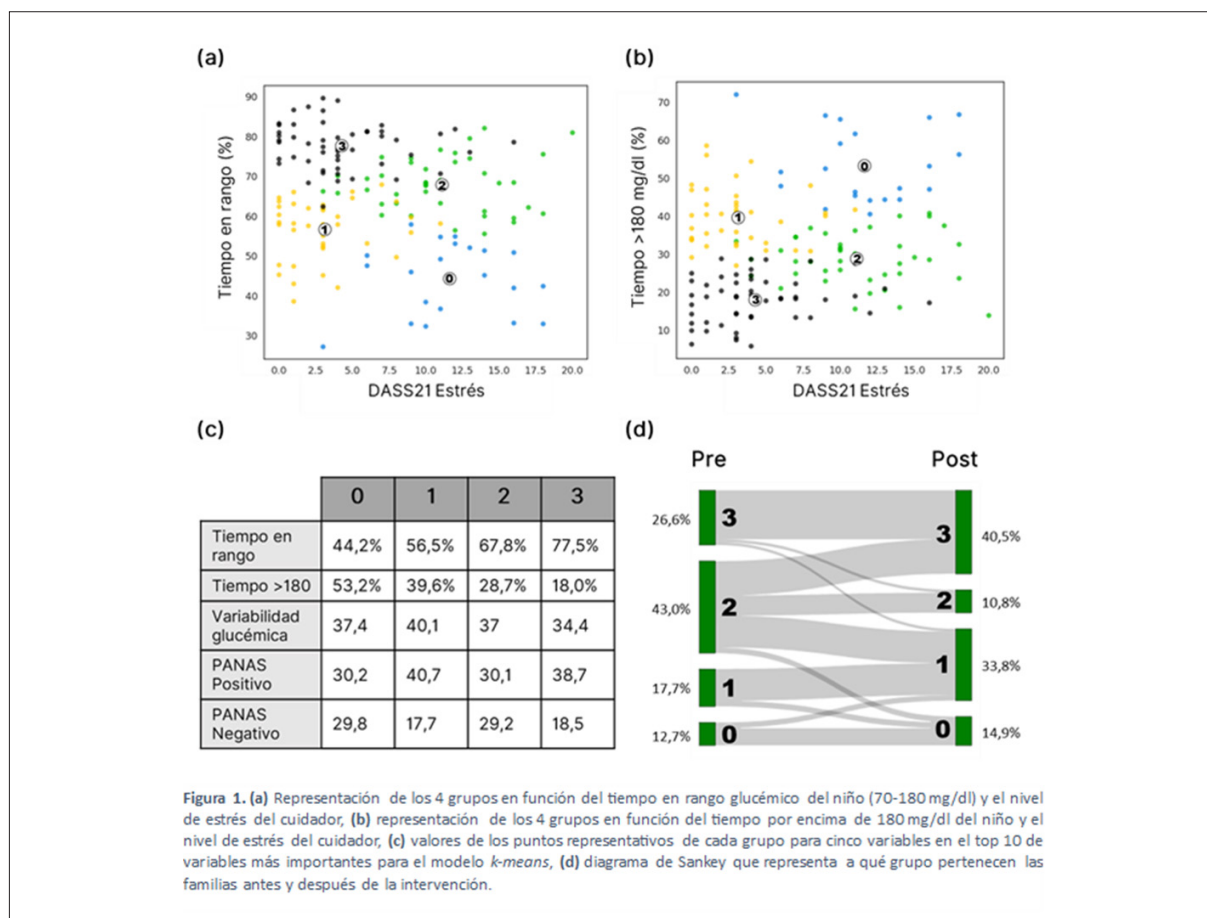 (a)
Tiempo en rango (%)
90
80
70
60
50
40
30
3
2
1
0
0.0 2.5 5.0 7.5 10.0 12.5 15.0 17.5 20.0
DASS21 Estrés
(b)
Tiempo >180 mg/dl (%)
70
60
50
40
30
20
10
0
1
2
3
0.0 2.5 5.0 7.5 10.0 12.5 15.0 17.5 20.0
DASS21 Estrés
(c)
0 1 2 3
Tiempo en
rango
44,2% 56,5% 67,8% 77,5%
Tiempo >180 53,2% 39,6% 28,7% 18,0%
Variabilidad
glucémica
37,4 40,1 37 34,4
PANAS
Positivo
30,2 40,7 30,1 38,7
PANAS
Negativo
29,8 17,7 29,2 18,5
(d)
Pre Post
26,6% 3 3 40,5%
43,0% 2 2 10,8%
17,7% 1 1 33,8%
12,7% 0 0 14,9%
Figura 1. (a) Representación de los 4 grupos en función del tiempo en rango glucémico del niño (70-180 mg/dl) y el nivel
de estrés del cuidador, (b) representación de los 4 grupos en función del tiempo por encima de 180 mg/dl del niño y el
nivel de estrés del cuidador, (c) valores de los puntos representativos de cada grupo para cinco variables en el top 10 de
variables más importantes para el modelo k-means, (d) diagrama de Sankey que representa a qué grupo pertenecen las
familias antes y después de la intervención.